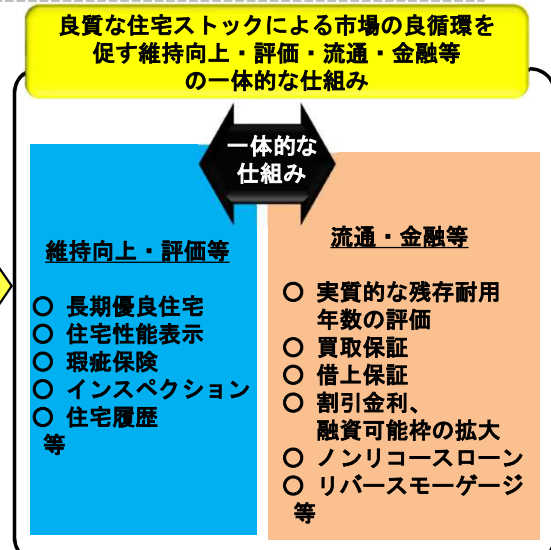 良質な住宅ストックによる市場の良循環を
促す維持向上・評価・流通・金融等
の一体的な仕組み
一体的な
仕組み
維持向上・評価等
○ 長期優良住宅
○ 住宅性能表示
○ 瑕疵保険
○ インスペクション
○ 住宅履歴
等
流通・金融等
○ 実質的な残存耐用
年数の評価
○ 買取保証
○ 借上保証
○ 割引金利、
融資可能枠の拡大
○ ノンリコースローン
○ リバースモーゲージ
等